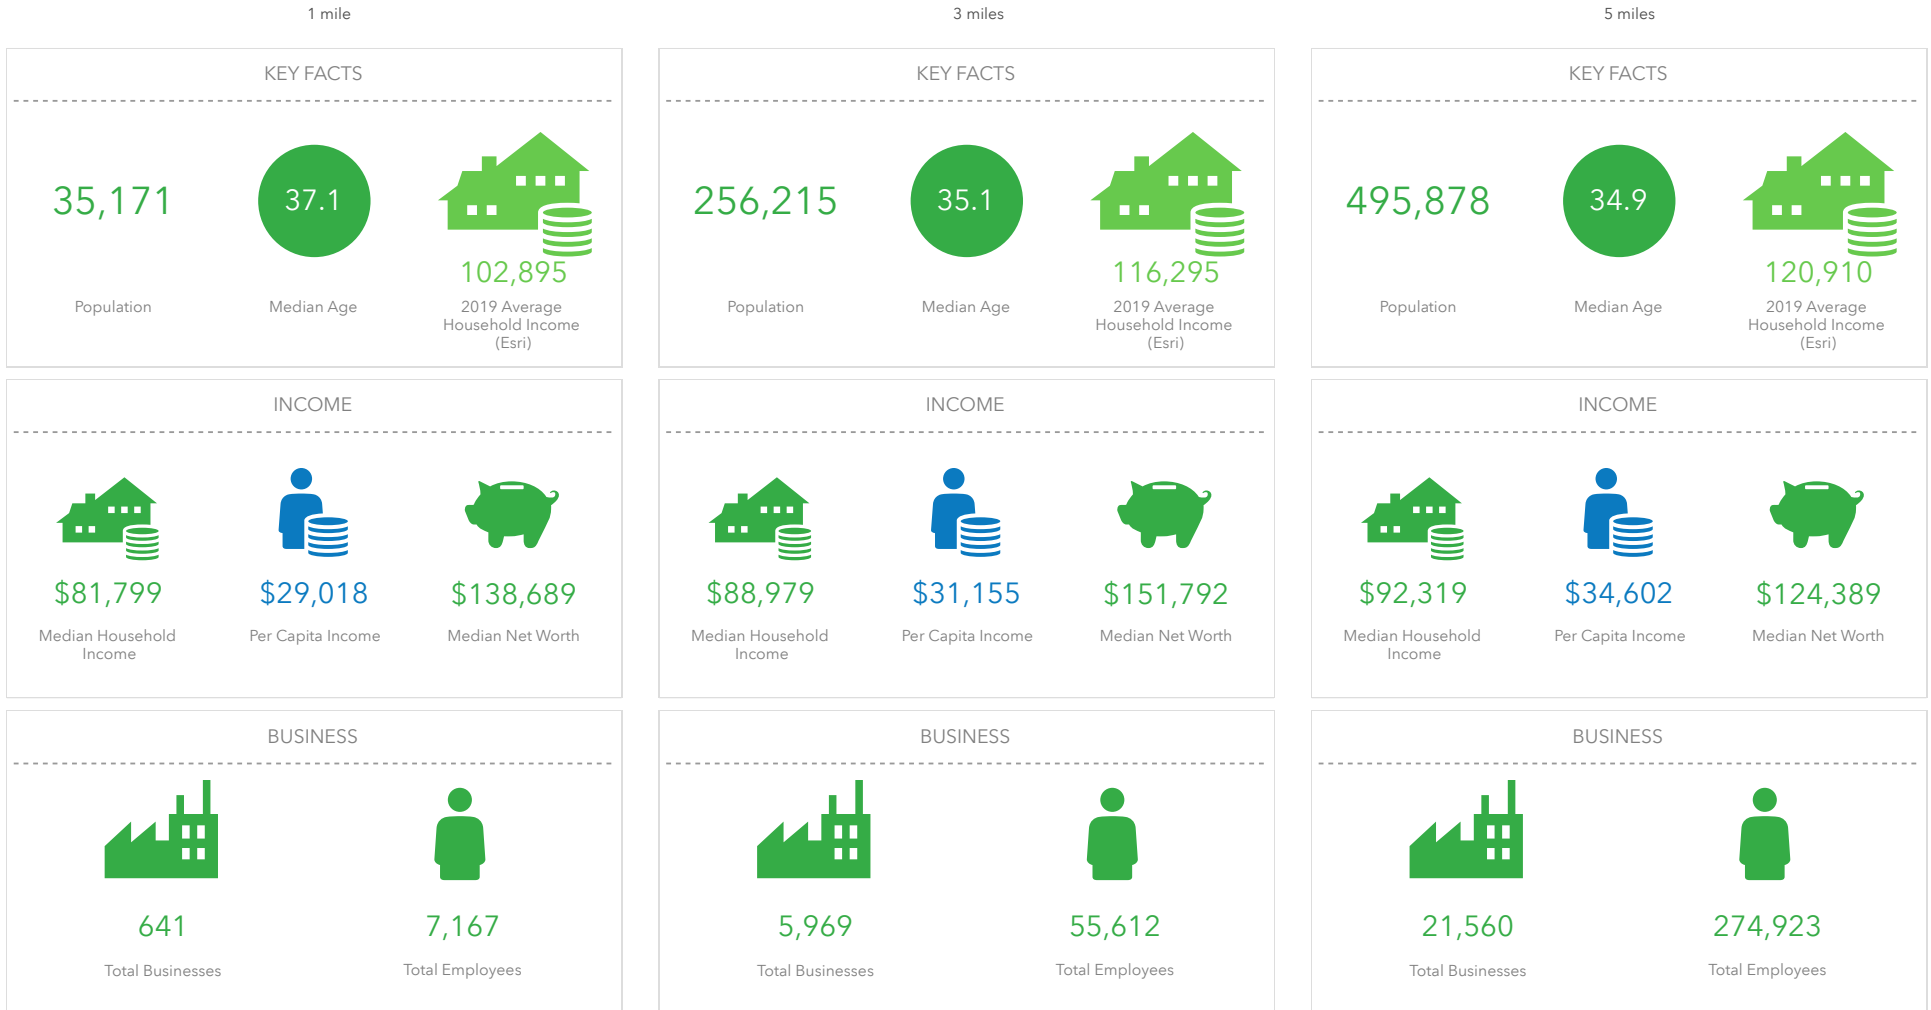 1 mile
3 miles
5 miles
KEY FACTS
35,171
Population
37.1
Median Age
102,895
2019 Average
Household Income
(Esri)
KEY FACTS
256,215
Population
35.1
Median Age
116,295
2019 Average
Household Income
(Esri)
KEY FACTS
495,878
Population
34.9
Median Age
120,910
2019 Average
Household Income
(Esri)
INCOME
$81,799
Median Household
Income
$29,018
Per Capita Income
$138,689
Median Net Worth
INCOME
$88,979
Median Household
Income
$31,155
Per Capita Income
$151,792
Median Net Worth
INCOME
$92,319
Median Household
Income
$34,602
Per Capita Income
$124,389
Median Net Worth
BUSINESS
641
Total Businesses
7,167
Total Employees
BUSINESS
5,969
Total Businesses
55,612
Total Employees
BUSINESS
21,560
Total Businesses
274,923
Total Employees